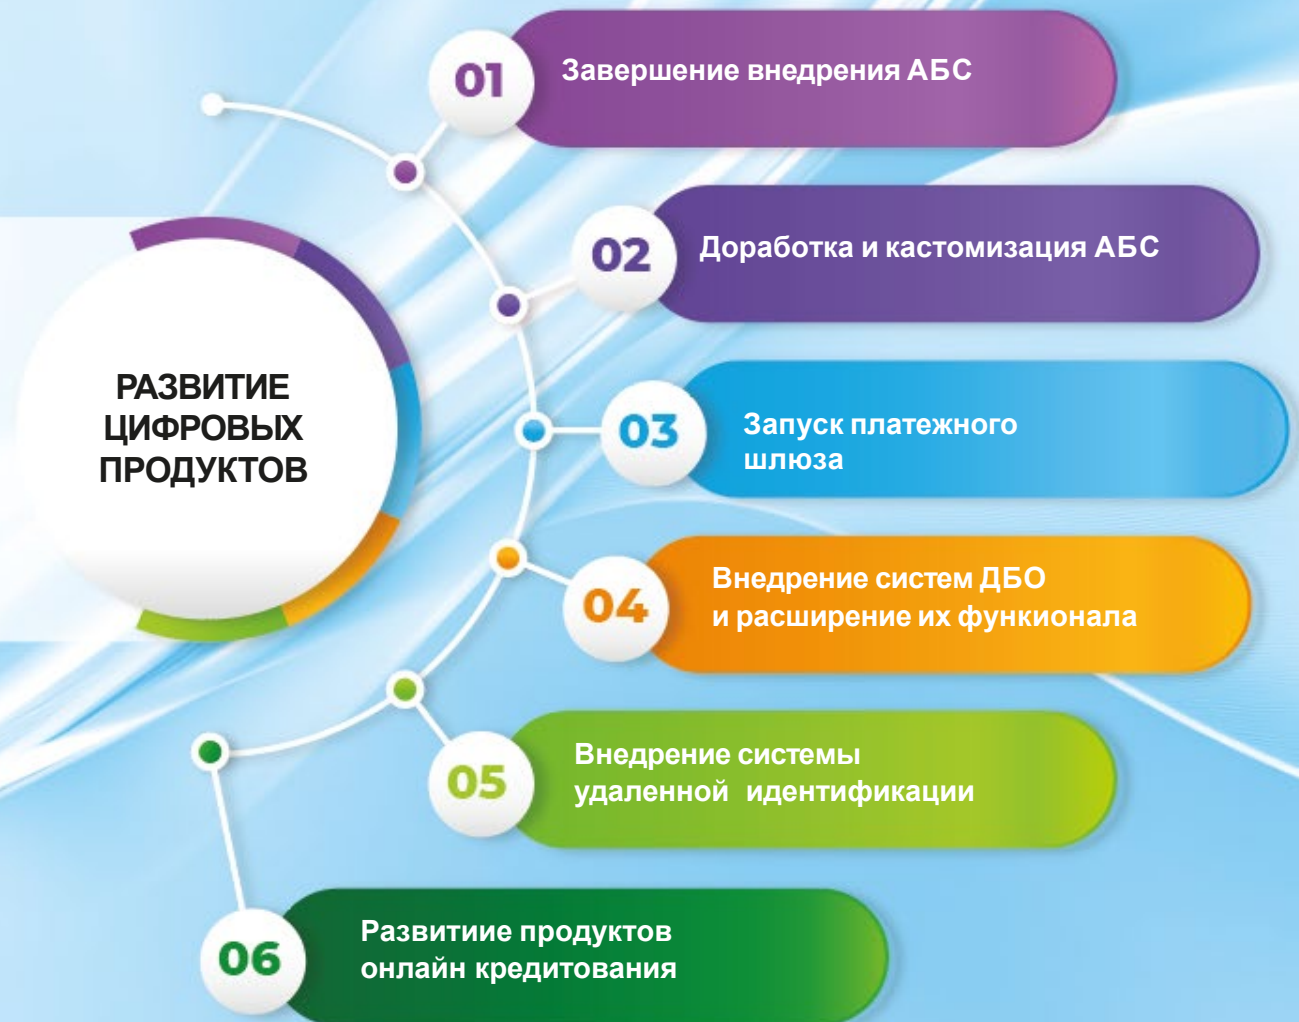 01
Завершение внедрения АБС
02
Доработка и кастомизация АБС
РАЗВИТИЕ
ЦИФРОВЫХ
ПРОДУКТОВ
03
Запуск платежного
шлюза
04
Внедрение систем ДБО
и расширение их функионала
05
Внедрение системы
удаленной идентификации
06
Развитиие продуктов
онлайн кредитования